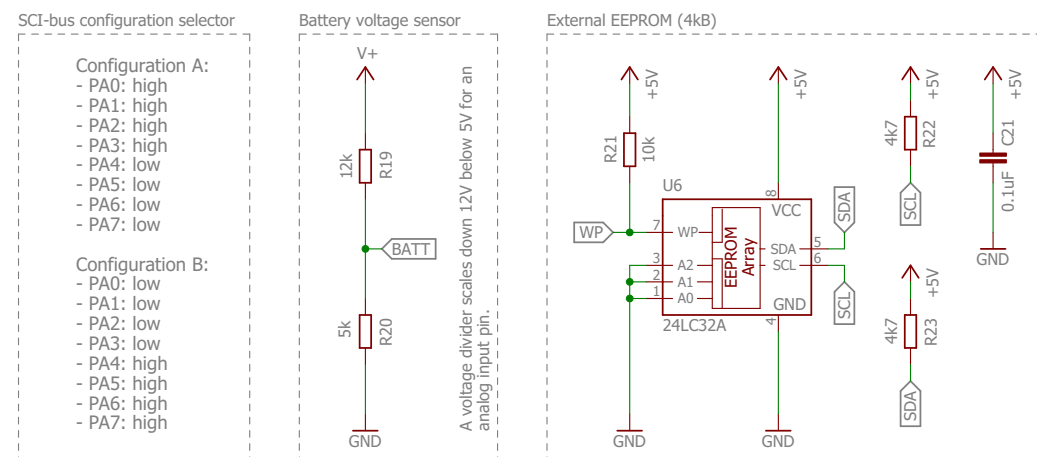 SCI-bus configuration selector
Configuration A:
- PA0: high
- PA1: high
- PA2: high
- PA3: high
- PA4: low
- PA5: low
- PA6: low
- PA7: low
Configuration B:
- PA0: low
- PA1: low
- PA2: low
- PA3: low
- PA4: high
- PA5: high
- PA6: high
- PA7: high
Battery voltage sensor
V+
12k
R19
BATT
5k
R20
GND
A voltage divider scales down 12V below 5V for an
analog input pin.
External EEPROM (4kB)
+5V
R21
10k
WP
U6
7
WP
3
A2
2
A1
1
A0
EEPROM
Array
8
VCC
SDA
5
SCL
6
GND
4
24LC32A
+5V
SDA
SCL
GND
GND
+5V
4k7
R22
SCL
+5V
4k7
R23
SDA
+5V
C21
0.1uF
GND